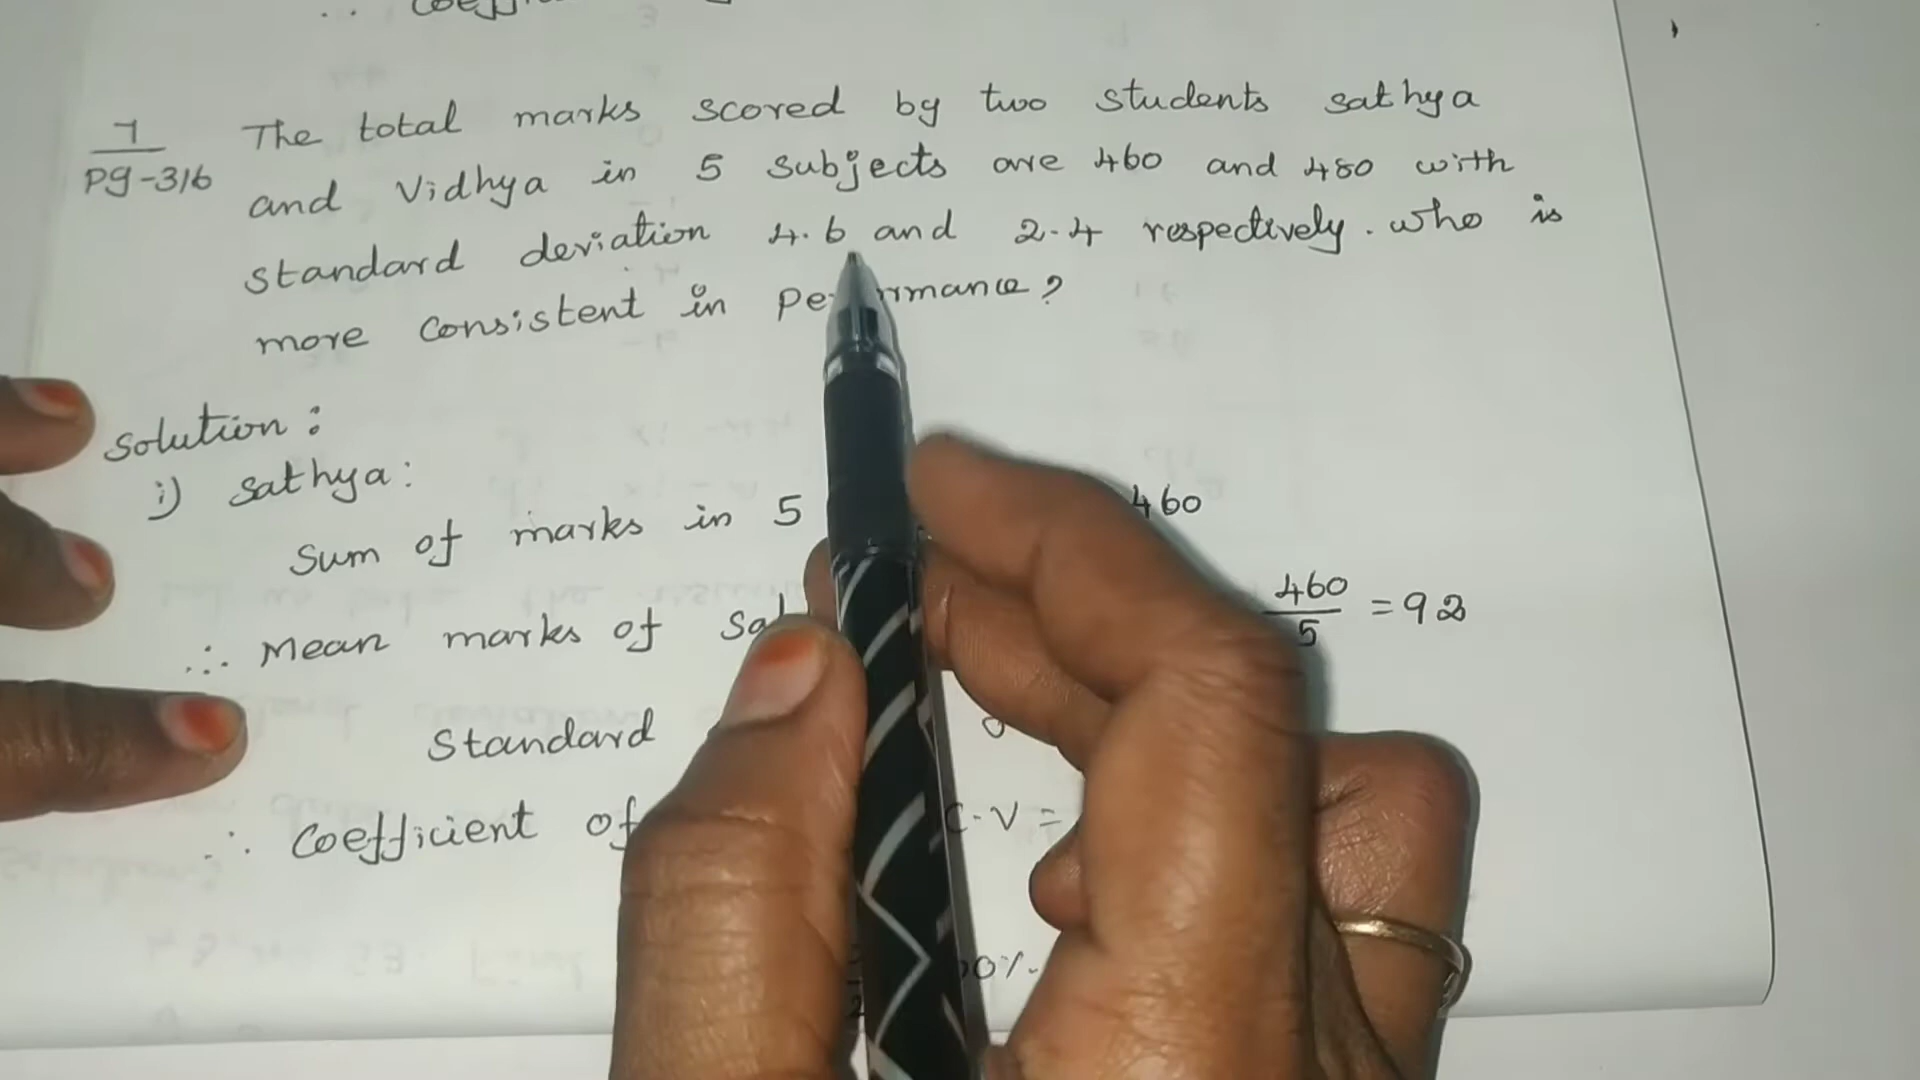 7
Pg-316
The total marks scored by two students sathya
and Vidhya in 5 subjects are 460 and 480 with
standard deviation 4.6 and 2.4 respectively. who is
more consistent in performance?
Solution:
i) sathya:
Sum of marks in 5 460
∴ Mean marks of 460/5 = 92
Standard
∴ Coefficient of C.V =